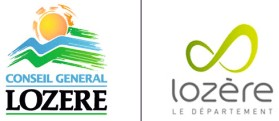 CONSEIL GENERAL
LOZERE
lozère
LE DÉPARTEMENT